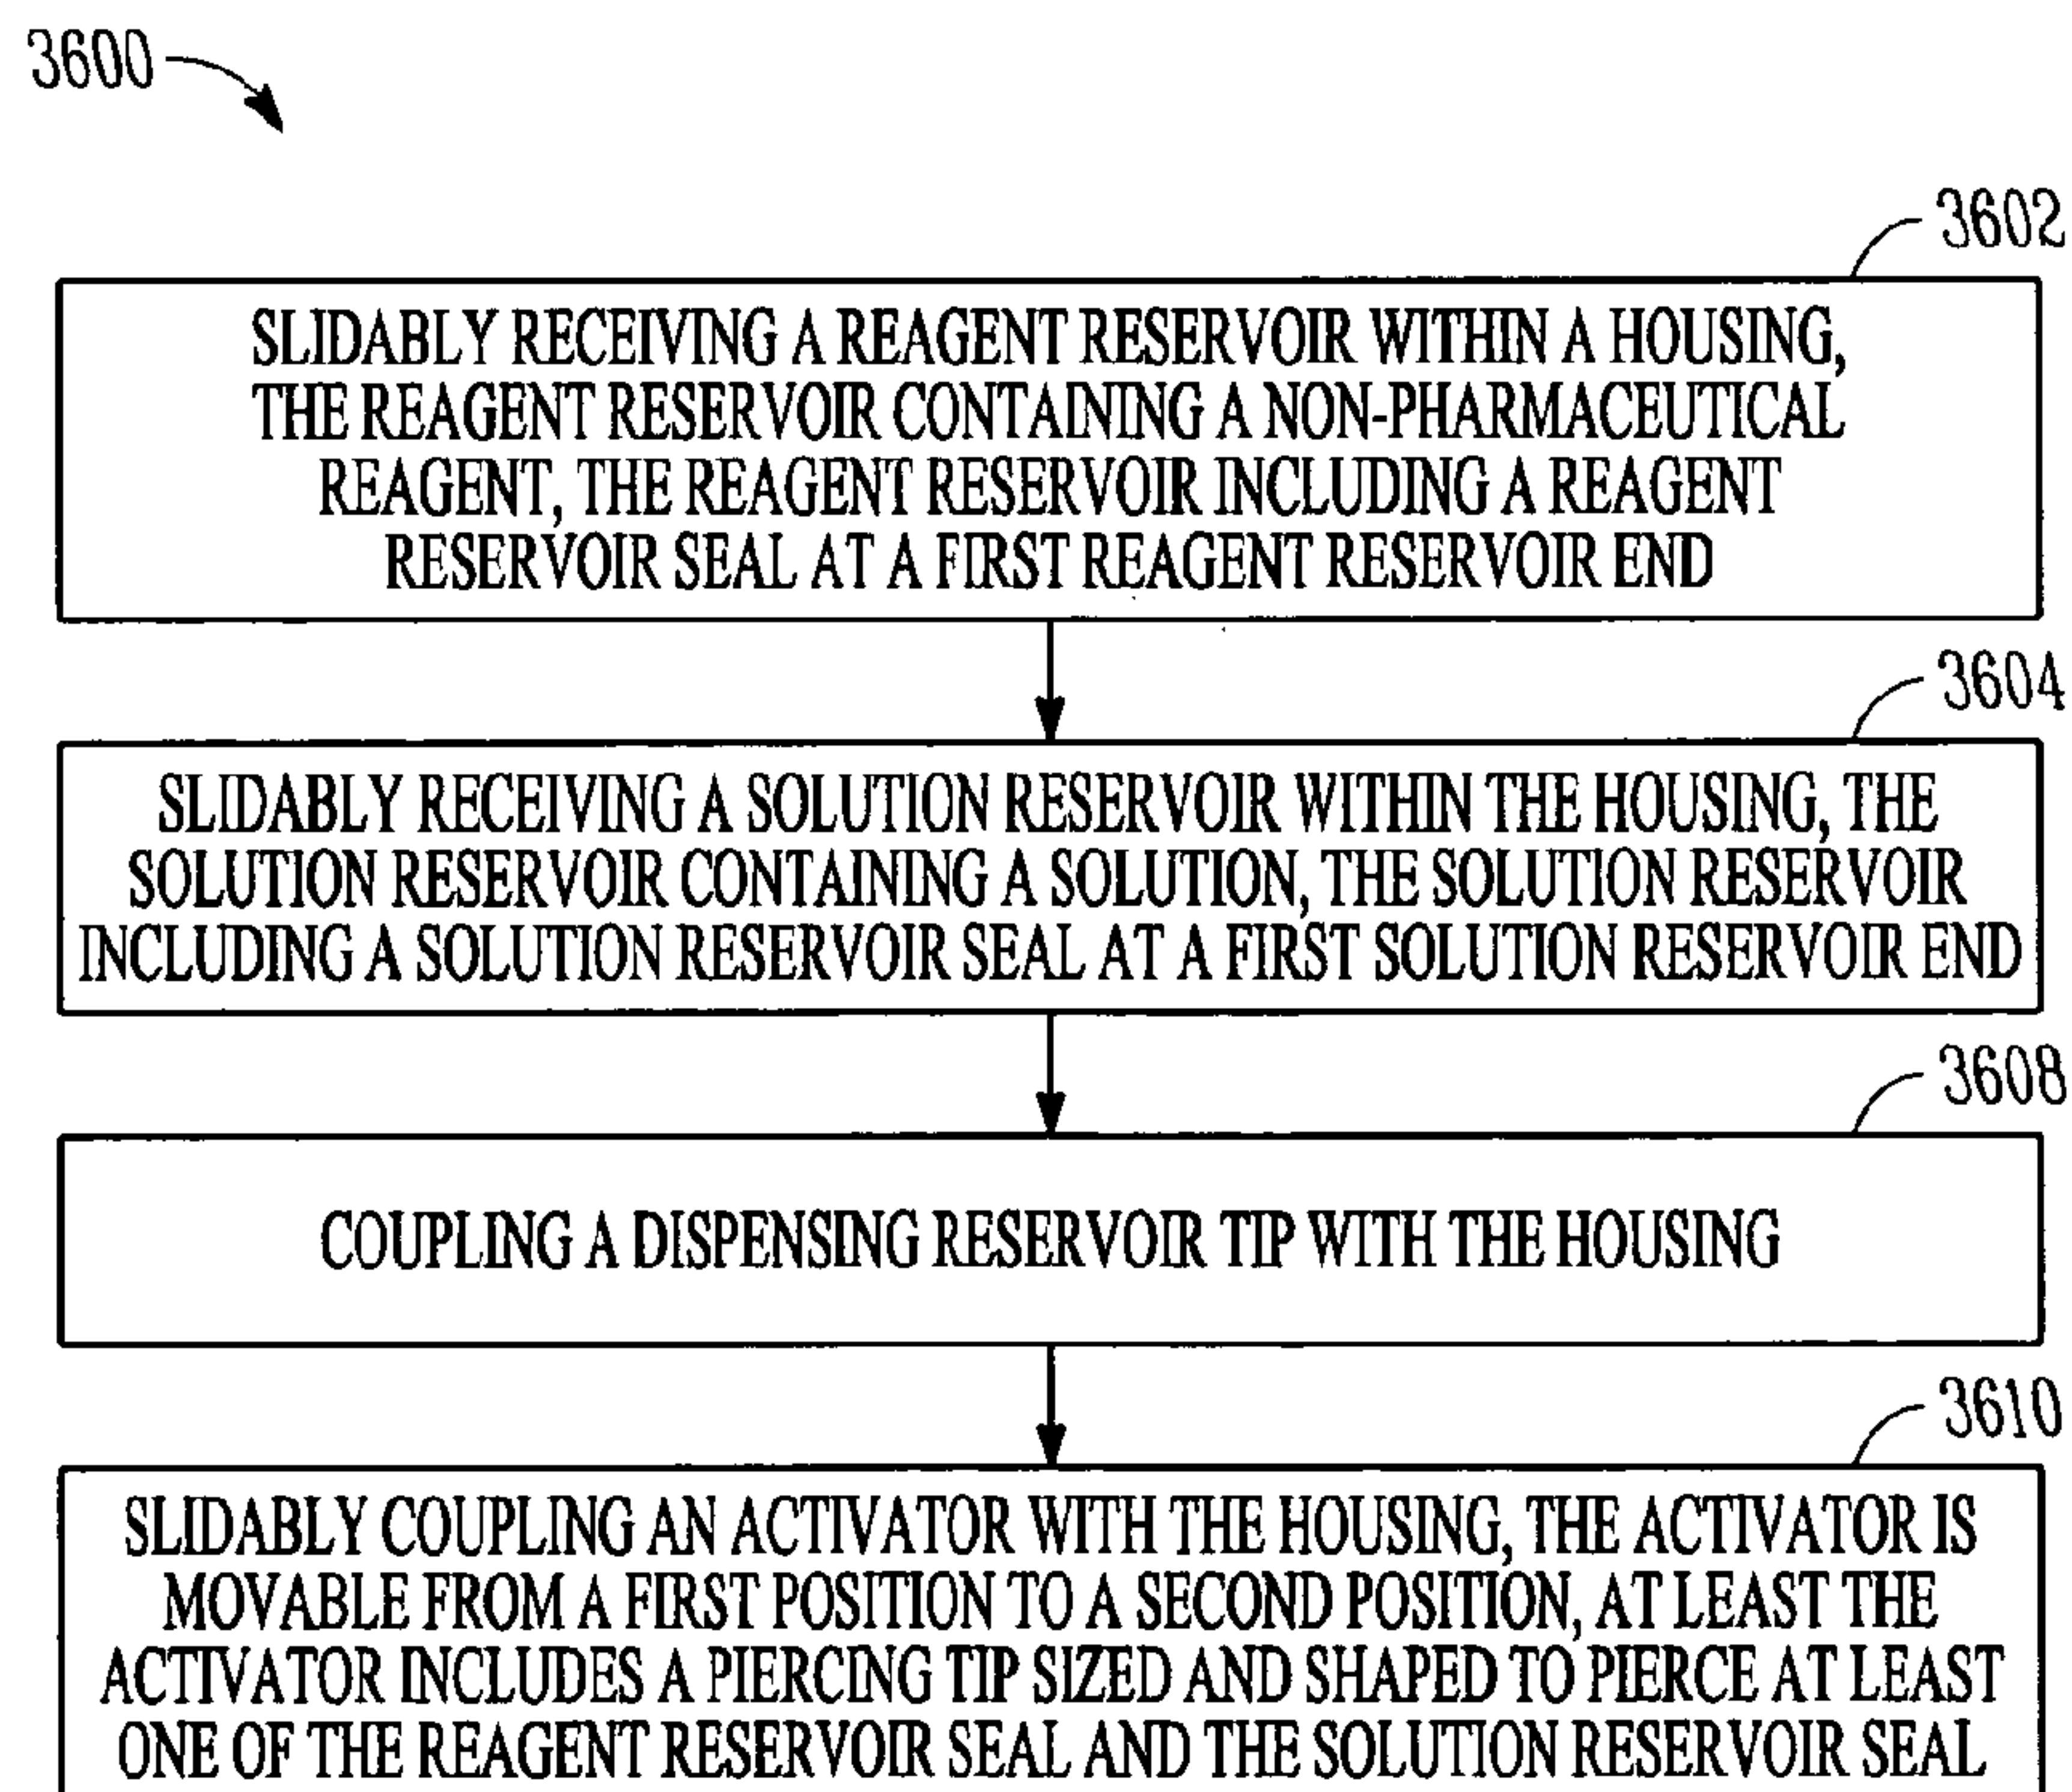 3600
3602
SLIDABLY RECEIVING A REAGENT RESERVOIR WITHIN A HOUSING,
THE REAGENT RESERVOIR CONTAINING A NON-PHARMACEUTICAL
REAGENT, THE REAGENT RESERVOIR INCLUDING A REAGENT
RESERVOIR SEAL AT A FIRST REAGENT RESERVOIR END
3604
SLIDABLY RECEIVING A SOLUTION RESERVOIR WITHIN THE HOUSING, THE
SOLUTION RESERVOIR CONTAINING A SOLUTION, THE SOLUTION RESERVOIR
INCLUDING A SOLUTION RESERVOIR SEAL AT A FIRST SOLUTION RESERVOIR END
3608
COUPLING A DISPENSING RESERVOIR TIP WITH THE HOUSING
3610
SLIDABLY COUPLING AN ACTIVATOR WITH THE HOUSING, THE ACTIVATOR IS
MOVABLE FROM A FIRST POSITION TO A SECOND POSITION, AT LEAST THE
ACTIVATOR INCLUDES A PIERCING TIP SIZED AND SHAPED TO PIERCE AT LEAST
ONE OF THE REAGENT RESERVOIR SEAL AND THE SOLUTION RESERVOIR SEAL